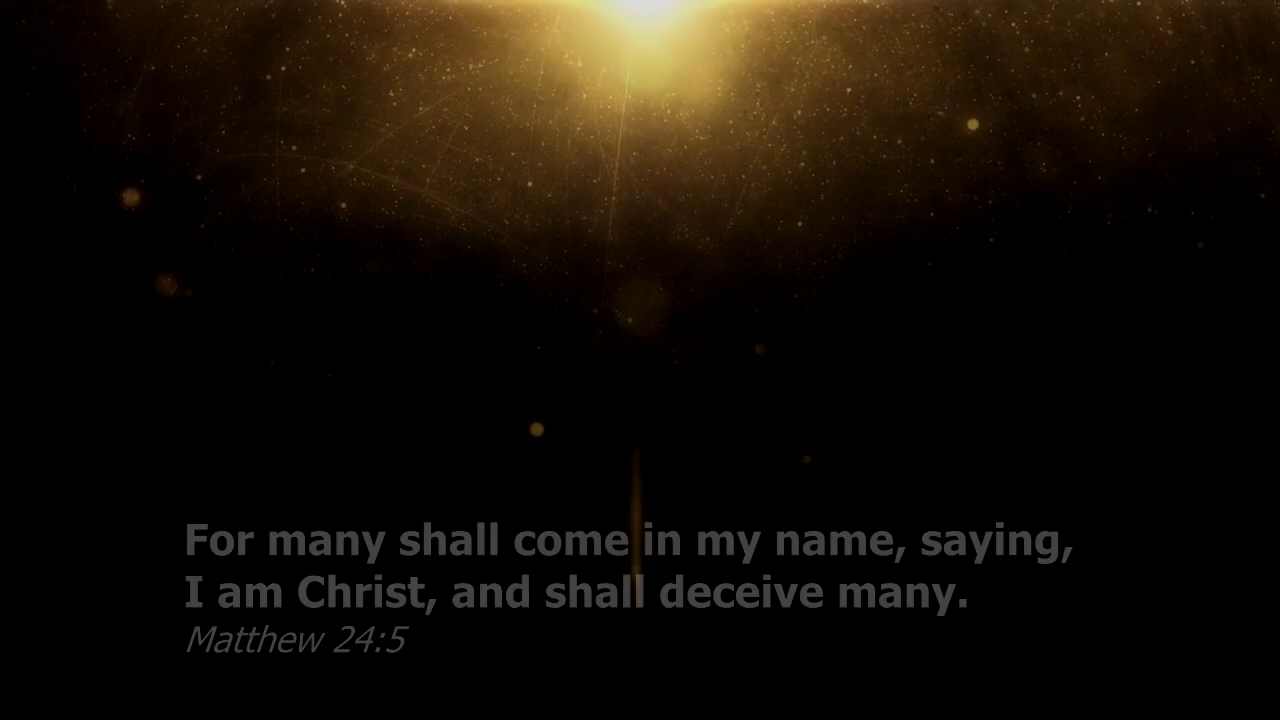 For many shall come in my name, saying,
I am Christ, and shall deceive many.
Matthew 24:5